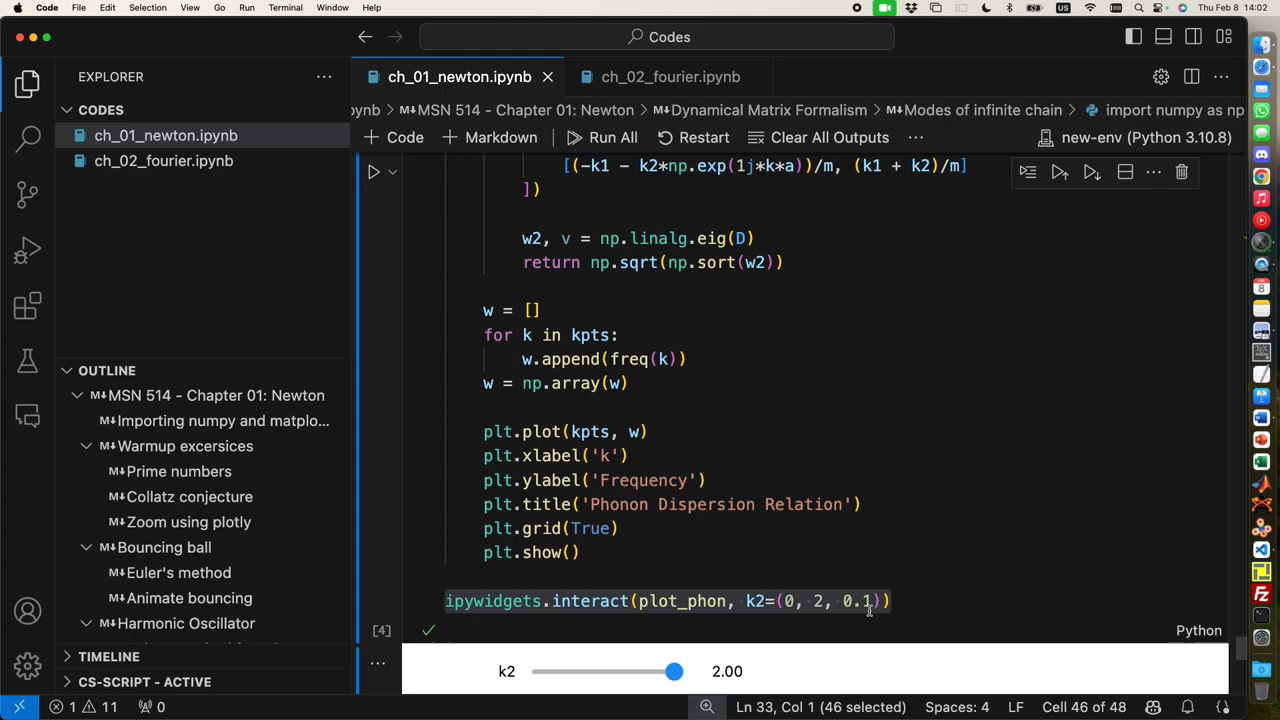 Code File Edit Selection View Go Run Terminal Window Help Thu Feb 8 14:02
Codes
EXPLORER
ch_01_newton.ipynb
ch_02_fourier.ipynb
CODES
ynb > MSN 514 - Chapter 01: Newton > Dynamical Matrix Formalism > Modes of infinite chain > import numpy as np
ch_01_newton.ipynb
Code Markdown Run All Restart Clear All Outputs ... new-env (Python 3.10.8)
ch_02_fourier.ipynb
[(-k1 - k2*np.exp(1j*k*a))/m, (k1 + k2)/m]
])
w2, v = np.linalg.eig(D)
return np.sqrt(np.sort(w2))
w = []
for k in kpts:
w.append(freq(k))
w = np.array(w)
plt.plot(kpts, w)
plt.xlabel('k')
plt.ylabel('Frequency')
plt.title('Phonon Dispersion Relation')
plt.grid(True)
plt.show()
ipywidgets.interact(plot_phon, k2=(0, 2, 0.1))
[4] Python
k2 2.00
OUTLINE
MSN 514 - Chapter 01: Newton
Importing numpy and matplo...
Warmup excersices
Prime numbers
Collatz conjecture
Zoom using plotly
Bouncing ball
Euler's method
Animate bouncing
Harmonic Oscillator
TIMELINE
CS-SCRIPT - ACTIVE
1 11 0 Ln 33, Col 1 (46 selected) Spaces: 4 LF Cell 46 of 48